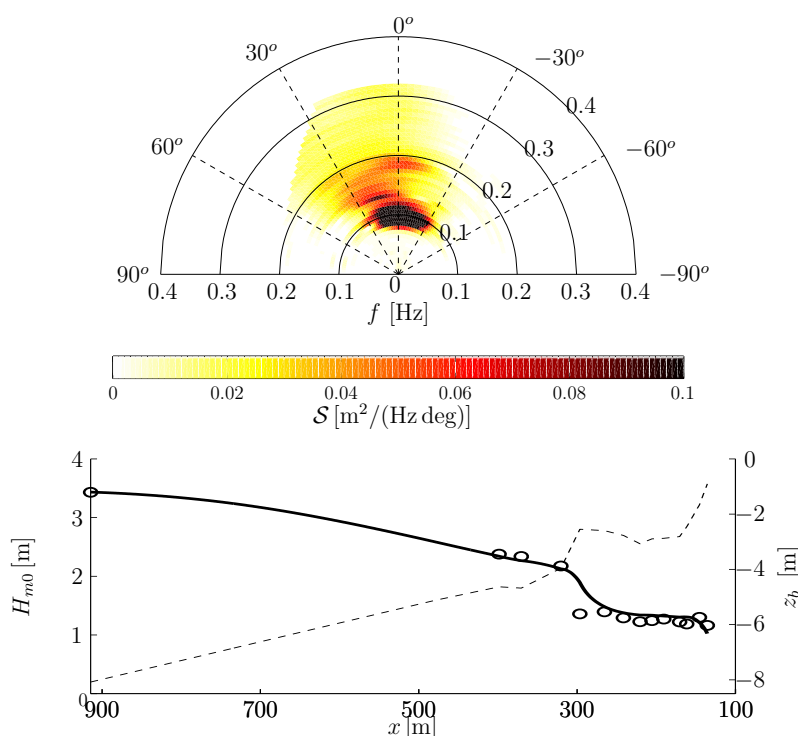 0°
30° −30°
60° −60°
90° −90°
0.4
0.3
0.2
0.1
0.4 0.3 0.2 0.1 0 0.1 0.2 0.3 0.4
f [Hz]
0 0.02 0.04 0.06 0.08 0.1
S [m²/(Hz deg)]
4 0
3 −2
2 −4
1 −6
0 −8
H_{m0} [m]
z_b [m]
900 700 500 300 100
x [m]